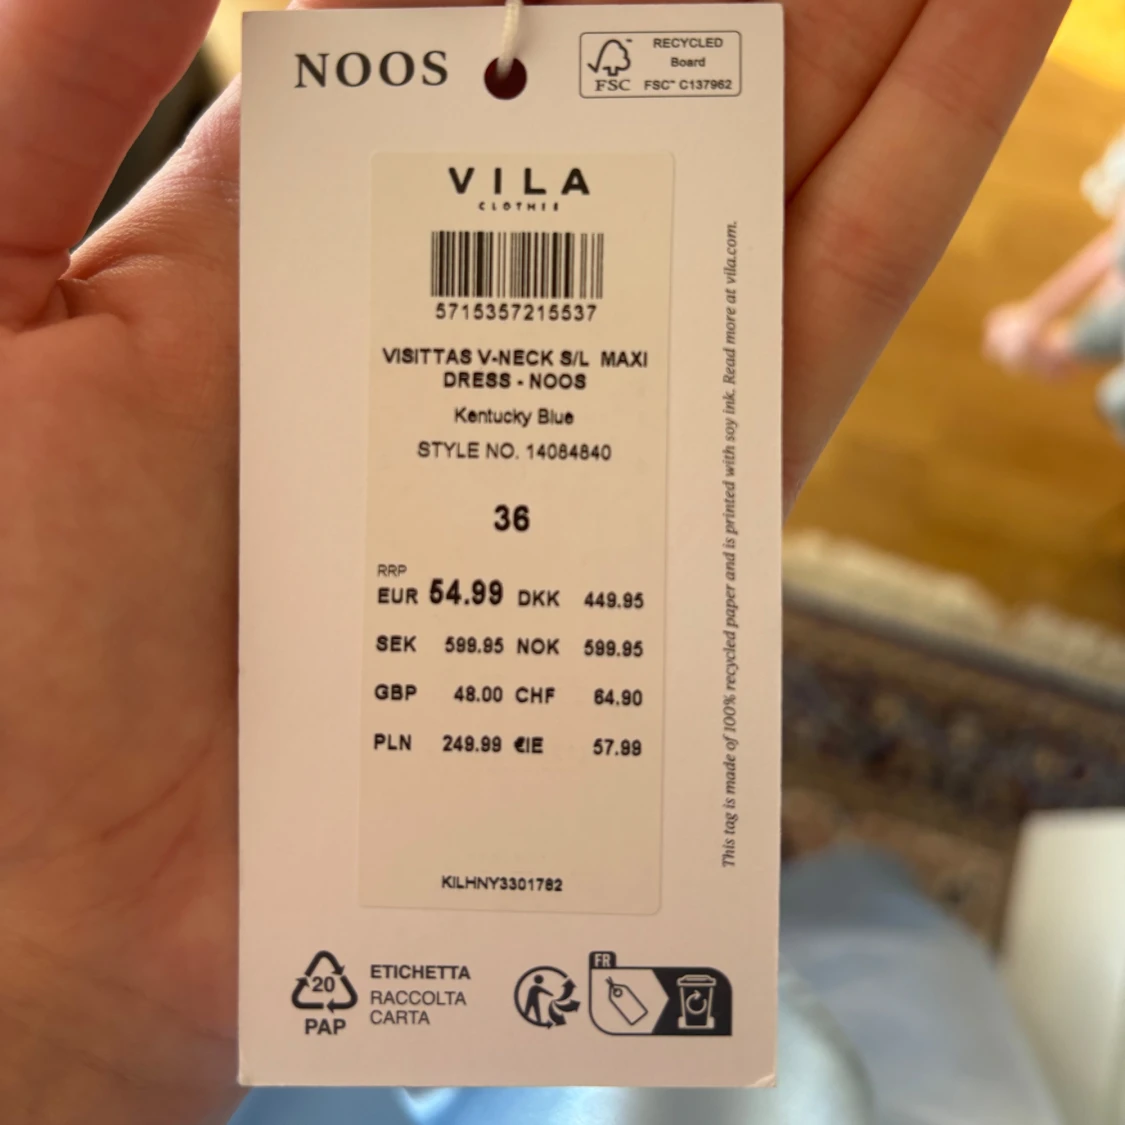 NOOS
RECYCLED
Board
FSC™ C137962
FSC
VILA
CLOTHES
5715357215537
VISITTAS V-NECK S/L MAXI
DRESS - NOOS
Kentucky Blue
STYLE NO. 14084840
36
RRP
EUR 54.99 DKK 449.95
SEK 599.95 NOK 599.95
GBP 48.00 CHF 64.90
PLN 249.99 €IE 57.99
KILHNY3301782
This tag is made of 100% recycled paper and is printed with soy ink. Read more at vila.com.
20
PAP
ETICHETTA
RACCOLTA
CARTA
FR